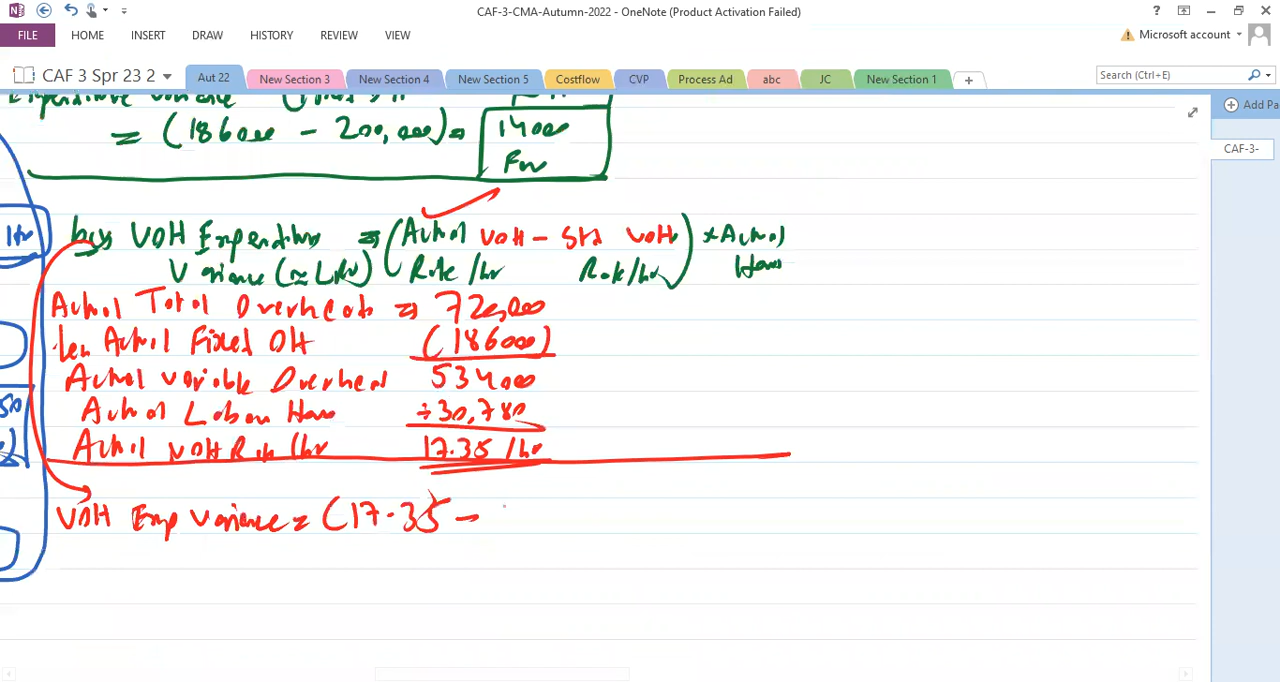 CAF-3-CMA-Autumn-2022 - OneNote (Product Activation Failed)
FILE HOME INSERT DRAW HISTORY REVIEW VIEW
Microsoft account
CAF 3 Spr 23 2
Aut 22 New Section 3 New Section 4 New Section 5 Costflow CVP Process Ad abc JC New Section 1 +
Search (Ctrl+E)
Add Pa
CAF-3-
Expenditure variance
= (186000 - 200,000) = 14000
Fav
VOH Expenditure = (Actual VOH - Std VOH) × Actual
Variance (≈ LRV) Rate /hr Rate/hr Hours
Actual Total Overheads = 720,000
Less Actual Fixed OH (186000)
Actual variable Overhead 534000
Actual Labour Hours ÷30,780
Actual VOH Rate /hr 17.35 /hr
VOH Exp variance = (17.35 -